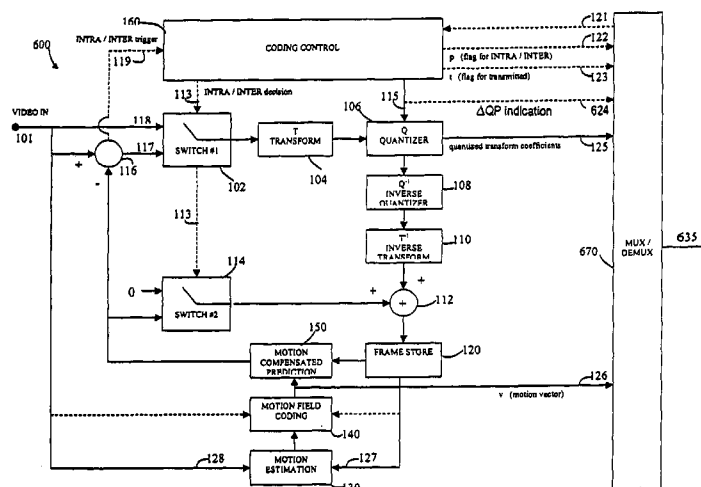 160
CODING CONTROL
121
122
p (flag for INTRA / INTER)
t (flag for transmitted)
123
INTRA / INTER trigger
119
600
113
INTRA / INTER decision
115
ΔQP indication
624
VIDEO IN
101
118
106
+
117
SWITCH #1
T
TRANSFORM
Q
QUANTIZER
quantized transform coefficients
125
116
-
102
104
Q⁻¹
INVERSE
QUANTIZER
108
113
T⁻¹
INVERSE
TRANSFORM
110
670
MUX /
DEMUX
635
114
0
SWITCH #2
+
+
+
112
150
MOTION
COMPENSATED
PREDICTION
FRAME STORE
120
126
v (motion vector)
MOTION FIELD
CODING
140
128
MOTION
ESTIMATION
127
130